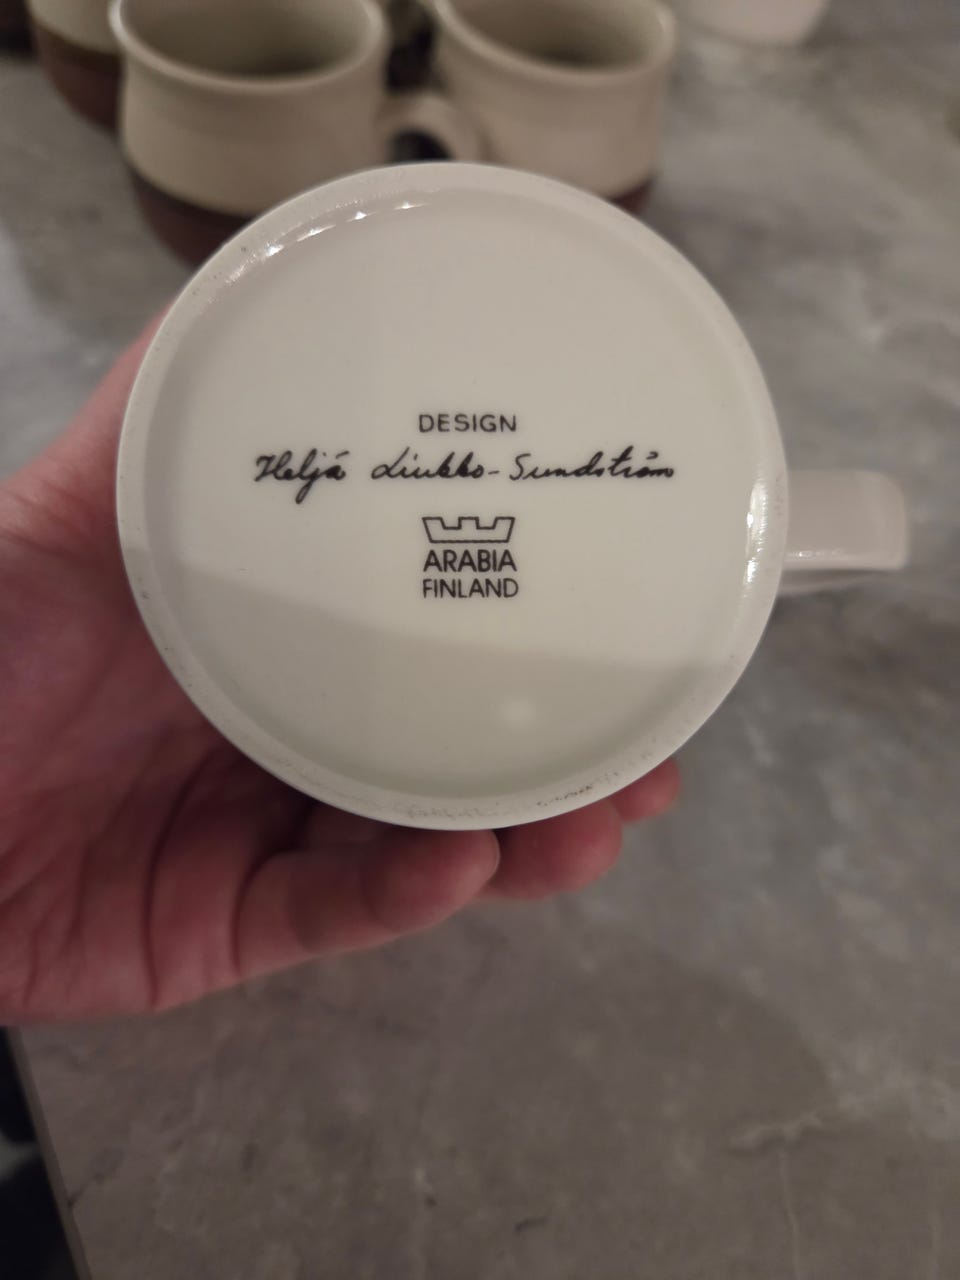 DESIGN
Heljä Liukko-Sundström
ARABIA
FINLAND